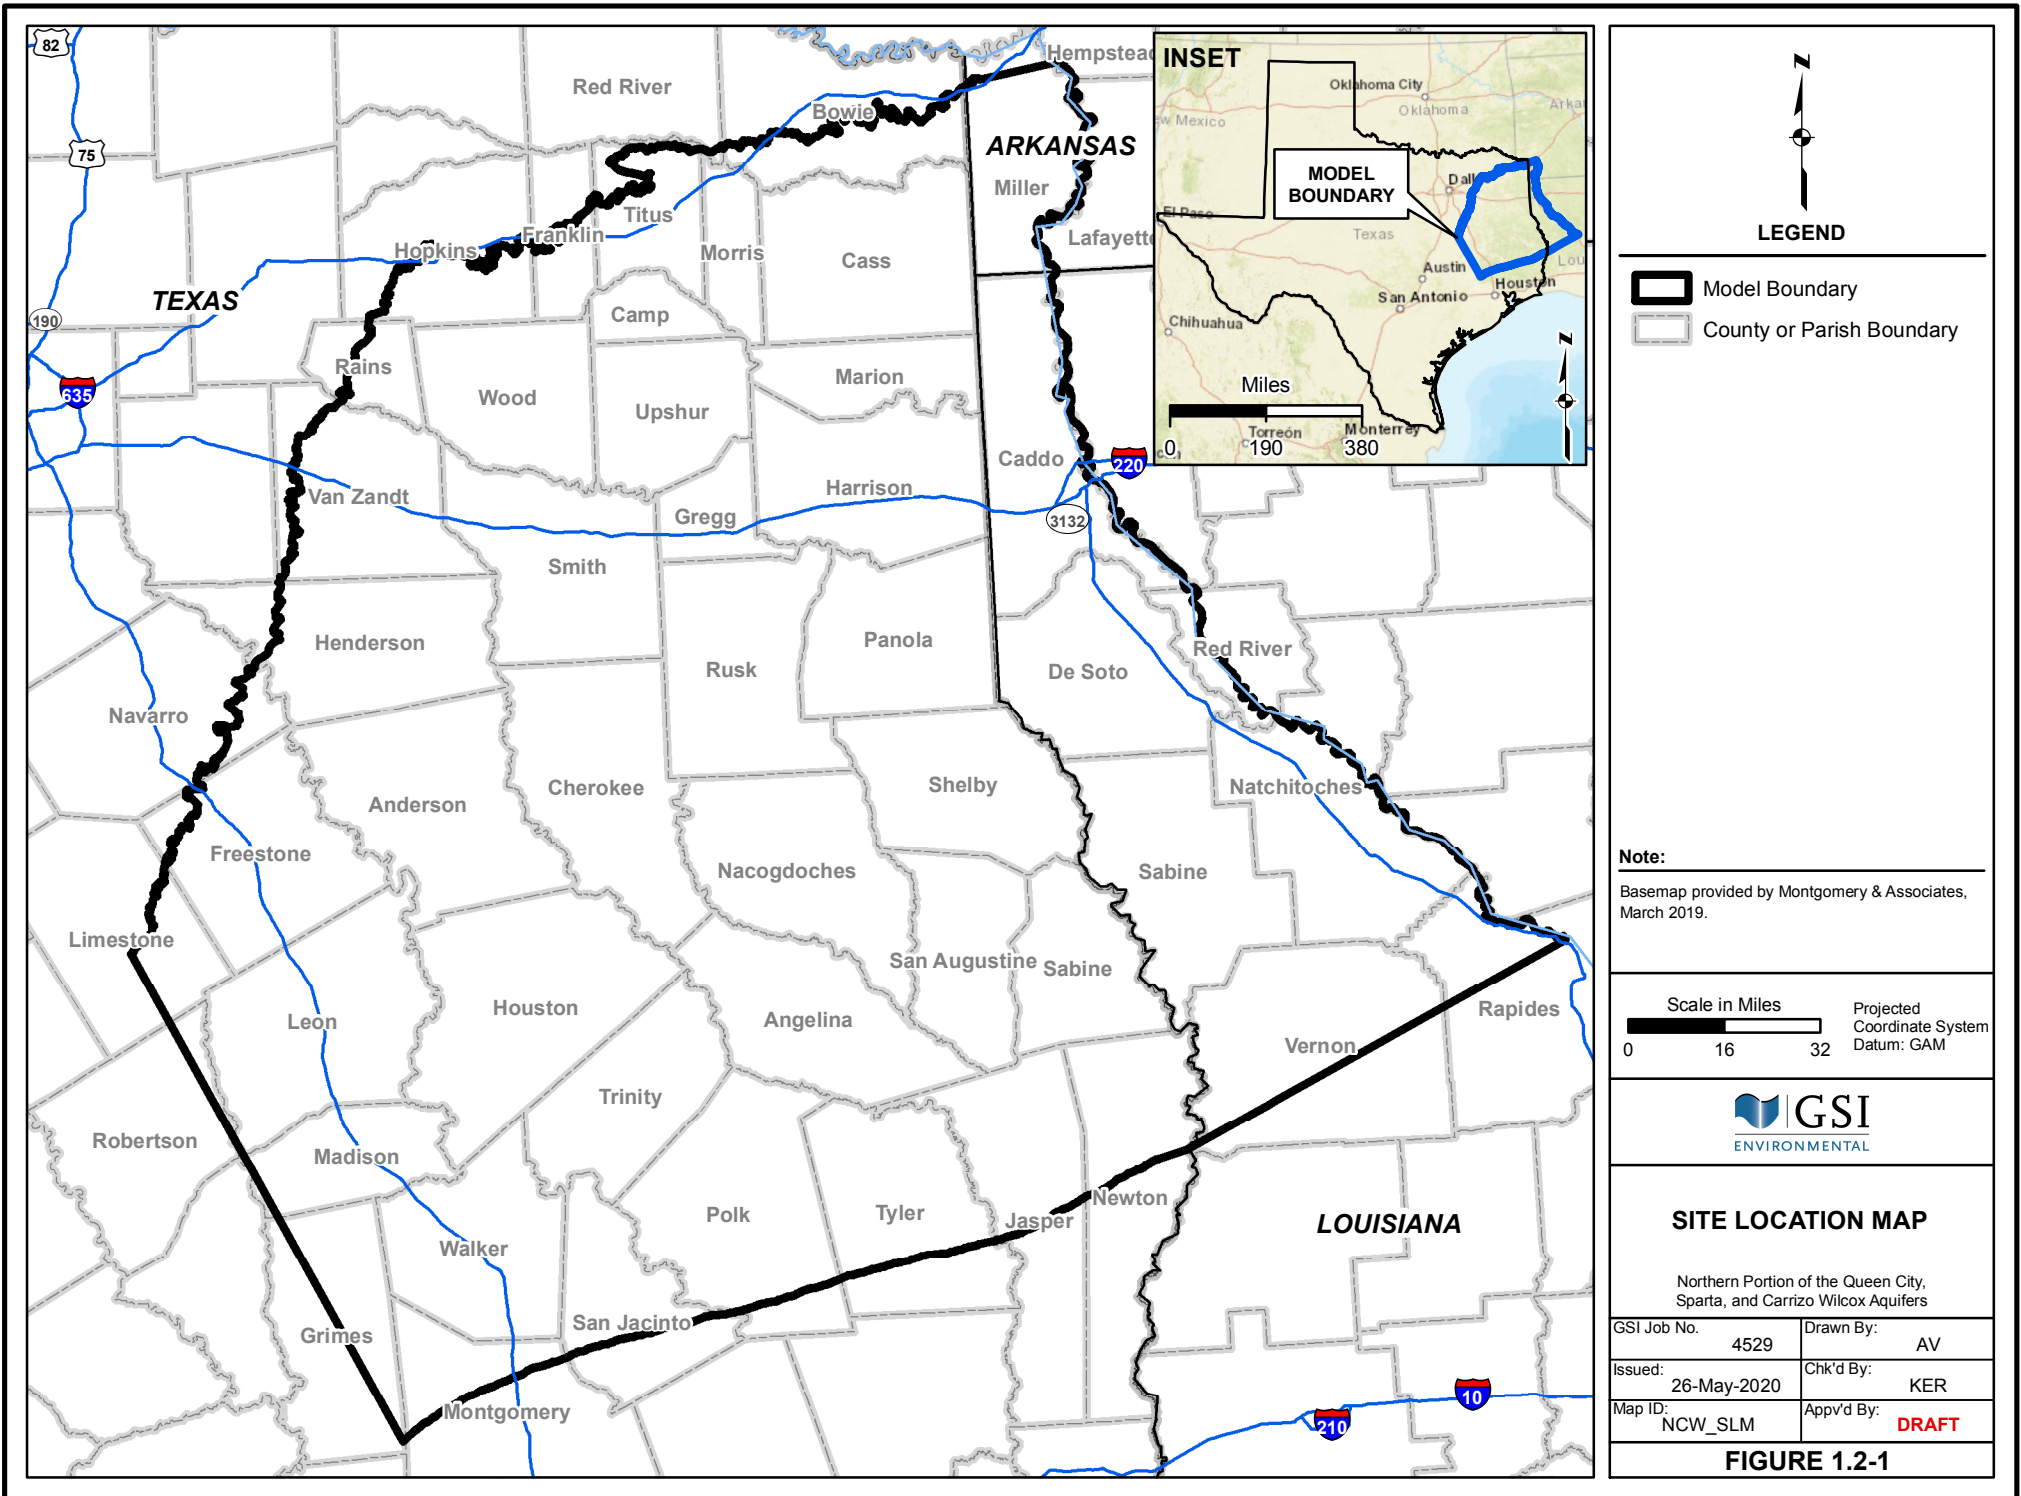 82
Red River
Hempstead
Bowie
75
ARKANSAS
Miller
Titus
Franklin
Hopkins
Morris
Cass
Lafayette
TEXAS
190
Camp
Rains
Marion
635
Wood
Upshur
Caddo
220
Van Zandt
Harrison
Gregg
3132
Smith
Henderson
Panola
Red River
Rusk
De Soto
Navarro
Shelby
Natchitoches
Cherokee
Anderson
Freestone
Nacogdoches
Sabine
Limestone
San Augustine
Sabine
Houston
Rapides
Leon
Angelina
Vernon
Trinity
Robertson
Madison
Newton
Polk
Tyler
Jasper
LOUISIANA
Walker
San Jacinto
Grimes
Montgomery
10
210
INSET
Oklahoma City
Oklahoma
Arka
ew Mexico
MODEL
BOUNDARY
Dall
El Paso
Texas
Austin
Lou
Houston
San Antonio
Chihuahua
N
Miles
Torreón
Monterrey
0
190
380
N
LEGEND
Model Boundary
County or Parish Boundary
Note:
Basemap provided by Montgomery & Associates,
March 2019.
Scale in Miles
0 16 32
Projected
Coordinate System
Datum: GAM
GSI
ENVIRONMENTAL
SITE LOCATION MAP
Northern Portion of the Queen City,
Sparta, and Carrizo Wilcox Aquifers
GSI Job No. 4529
Drawn By: AV
Issued: 26-May-2020
Chk'd By: KER
Map ID: NCW_SLM
Appv'd By: DRAFT
FIGURE 1.2-1